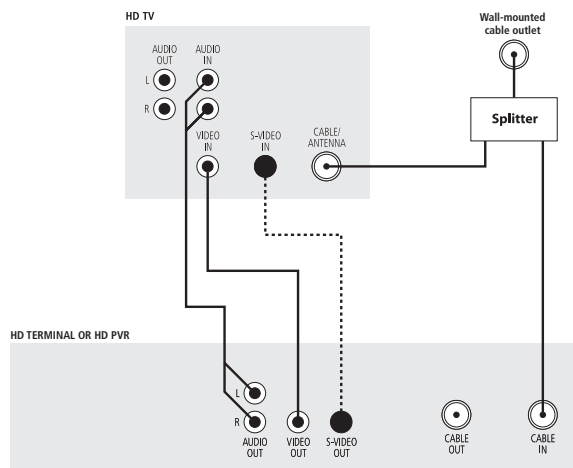 HD TV
Wall-mounted
cable outlet
AUDIO
OUT
AUDIO
IN
L
R
Splitter
VIDEO
IN
S-VIDEO
IN
CABLE/
ANTENNA
HD TERMINAL OR HD PVR
L
R
AUDIO
OUT
VIDEO
OUT
S-VIDEO
OUT
CABLE
OUT
CABLE
IN